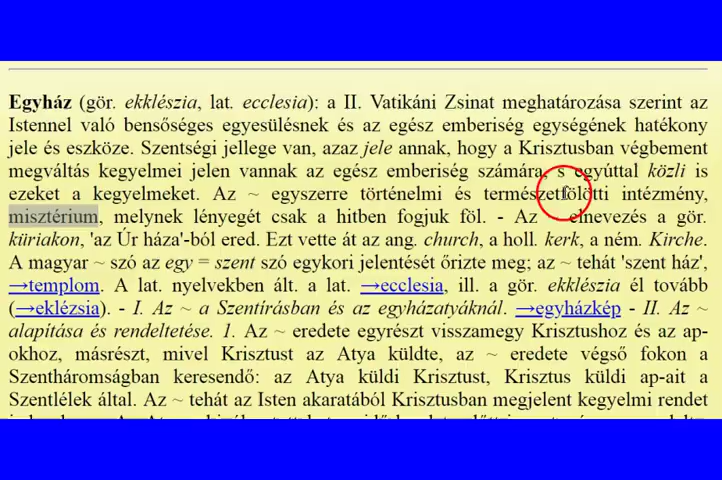 Egyház (gör. ekklészia, lat. ecclesia): a II. Vatikáni Zsinat meghatározása szerint az
Istennel való bensőséges egyesülésnek és az egész emberiség egységének hatékony
jele és eszköze. Szentségi jellege van, azaz jele annak, hogy a Krisztusban végbement
megváltás kegyelmei jelen vannak az egész emberiség számára, s egyúttal közli is
ezeket a kegyelmeket. Az ~ egyszerre történelmi és természetfölötti intézmény,
misztérium, melynek lényegét csak a hitben fogjuk föl. - Az ~ elnevezés a gör.
küriakon, 'az Úr háza'-ból ered. Ezt vette át az ang. church, a holl. kerk, a ném. Kirche.
A magyar ~ szó az egy = szent szó egykori jelentését őrizte meg; az ~ tehát 'szent ház',
→templom. A lat. nyelvekben ált. a lat. →ecclesia, ill. a gör. ekklészia él tovább
(→eklézsia). - I. Az ~ a Szentírásban és az egyházatyáknál. →egyházkép - II. Az ~
alapítása és rendeltetése. 1. Az ~ eredete egyrészt visszamegy Krisztushoz és az ap-
okhoz, másrészt, mivel Krisztust az Atya küldte, az ~ eredete végső fokon a
Szentháromságban keresendő: az Atya küldi Krisztust, Krisztus küldi ap-ait a
Szentlélek által. Az ~ tehát az Isten akaratából Krisztusban megjelent kegyelmi rendet